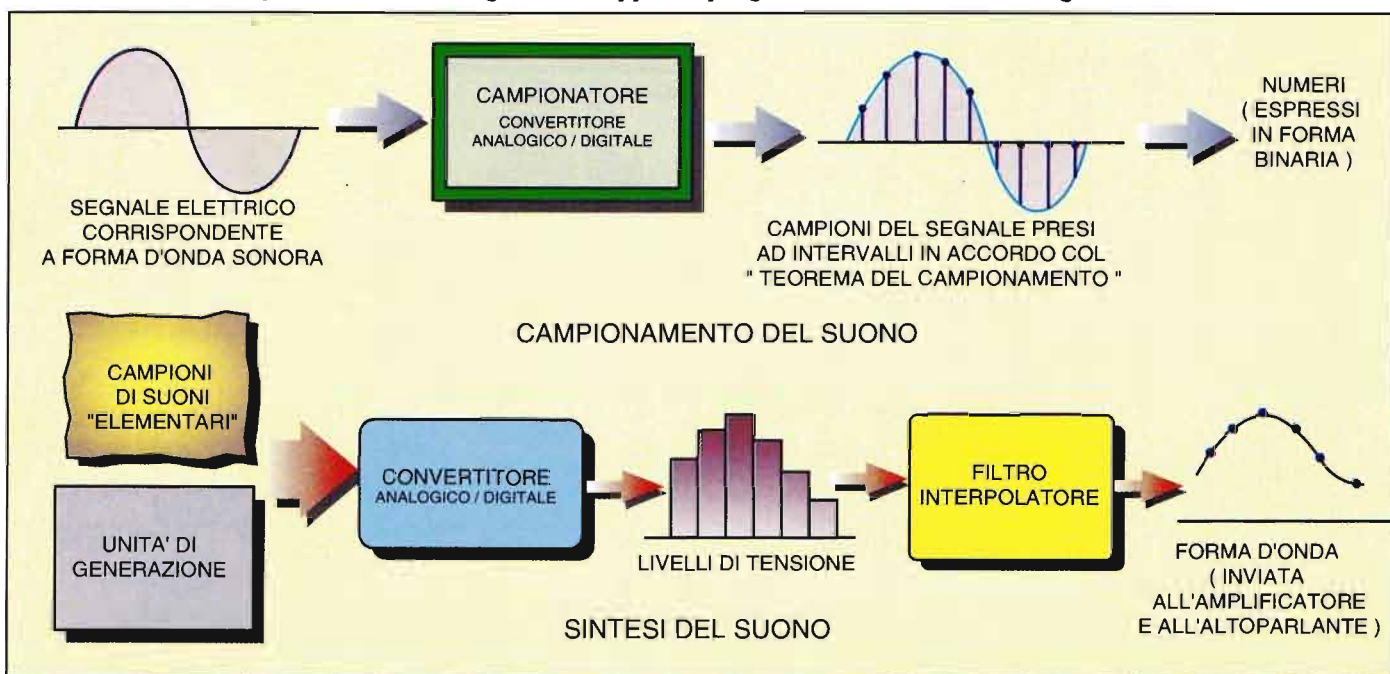 CAMPIONATORE
CONVERTITORE
ANALOGICO / DIGITALE
NUMERI
( ESPRESSI
IN FORMA
BINARIA )
SEGNALE ELETTRICO
CORRISPONDENTE
A FORMA D'ONDA SONORA
CAMPIONI DEL SEGNALE PRESI
AD INTERVALLI IN ACCORDO COL
" TEOREMA DEL CAMPIONAMENTO "
CAMPIONAMENTO DEL SUONO
CAMPIONI
DI SUONI
"ELEMENTARI"
UNITA' DI
GENERAZIONE
CONVERTITORE
ANALOGICO / DIGITALE
LIVELLI DI TENSIONE
FILTRO
INTERPOLATORE
FORMA D'ONDA
( INVIATA
ALL'AMPLIFICATORE
E ALL'ALTOPARLANTE )
SINTESI DEL SUONO